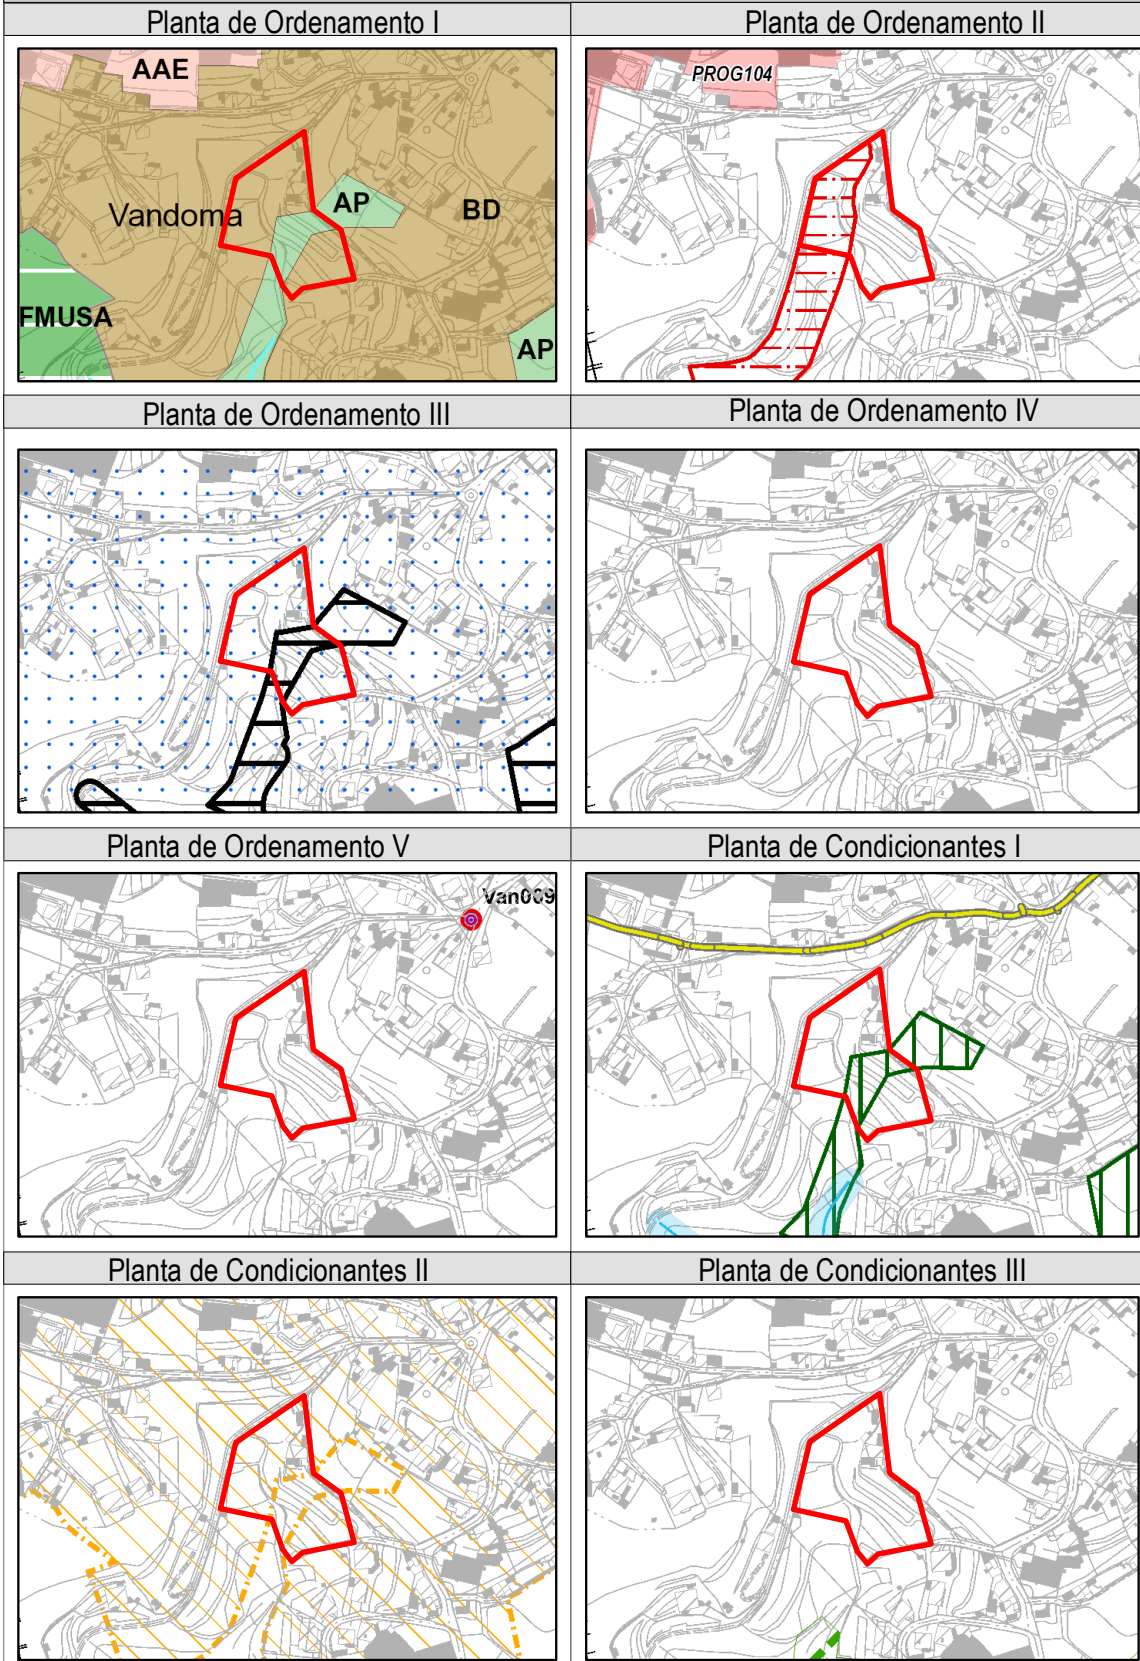 Planta de Ordenamento I
Planta de Ordenamento II
AAE
Vandoma
AP
BD
FMUSA
AP
PROG104
Planta de Ordenamento III
Planta de Ordenamento IV
Planta de Ordenamento V
Planta de Condicionantes I
Van009
Planta de Condicionantes II
Planta de Condicionantes III